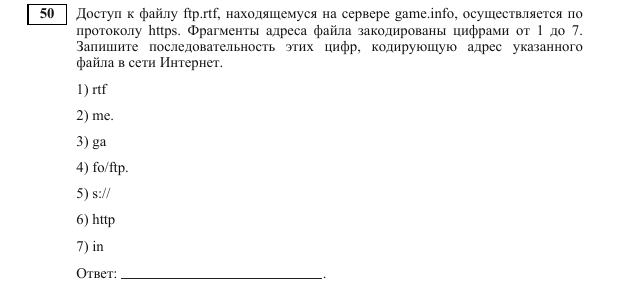 50 Доступ к файлу ftp.rtf, находящемуся на сервере game.info, осуществляется по
протоколу https. Фрагменты адреса файла закодированы цифрами от 1 до 7.
Запишите последовательность этих цифр, кодирующую адрес указанного
файла в сети Интернет.
1) rtf
2) me.
3) ga
4) fo/ftp.
5) s://
6) http
7) in
Ответ: ___________________________.